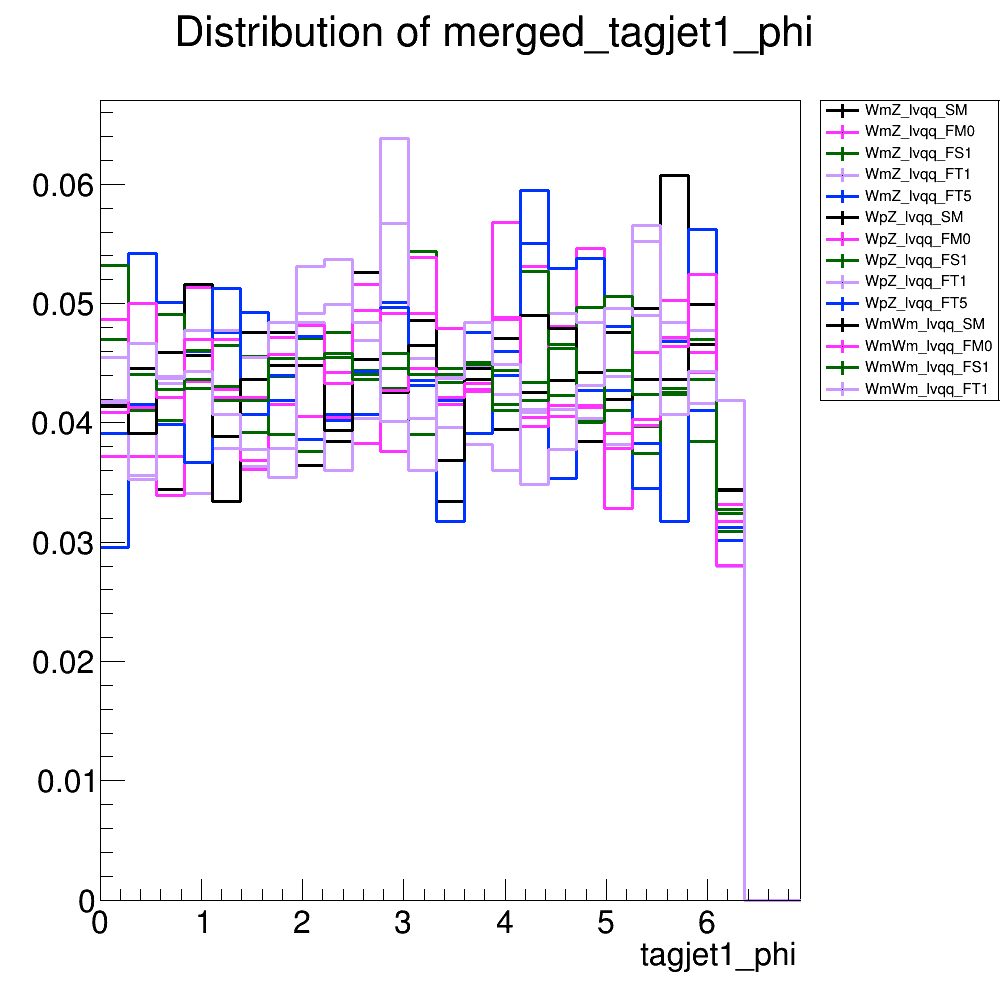 Distribution of merged_tagjet1_phi
WmZ_lvqq_SM
WmZ_lvqq_FM0
WmZ_lvqq_FS1
WmZ_lvqq_FT1
WmZ_lvqq_FT5
WpZ_lvqq_SM
WpZ_lvqq_FM0
WpZ_lvqq_FS1
WpZ_lvqq_FT1
WpZ_lvqq_FT5
WmWm_lvqq_SM
WmWm_lvqq_FM0
WmWm_lvqq_FS1
WmWm_lvqq_FT1
0.06
0.05
0.04
0.03
0.02
0.01
0
0 1 2 3 4 5 6
tagjet1_phi